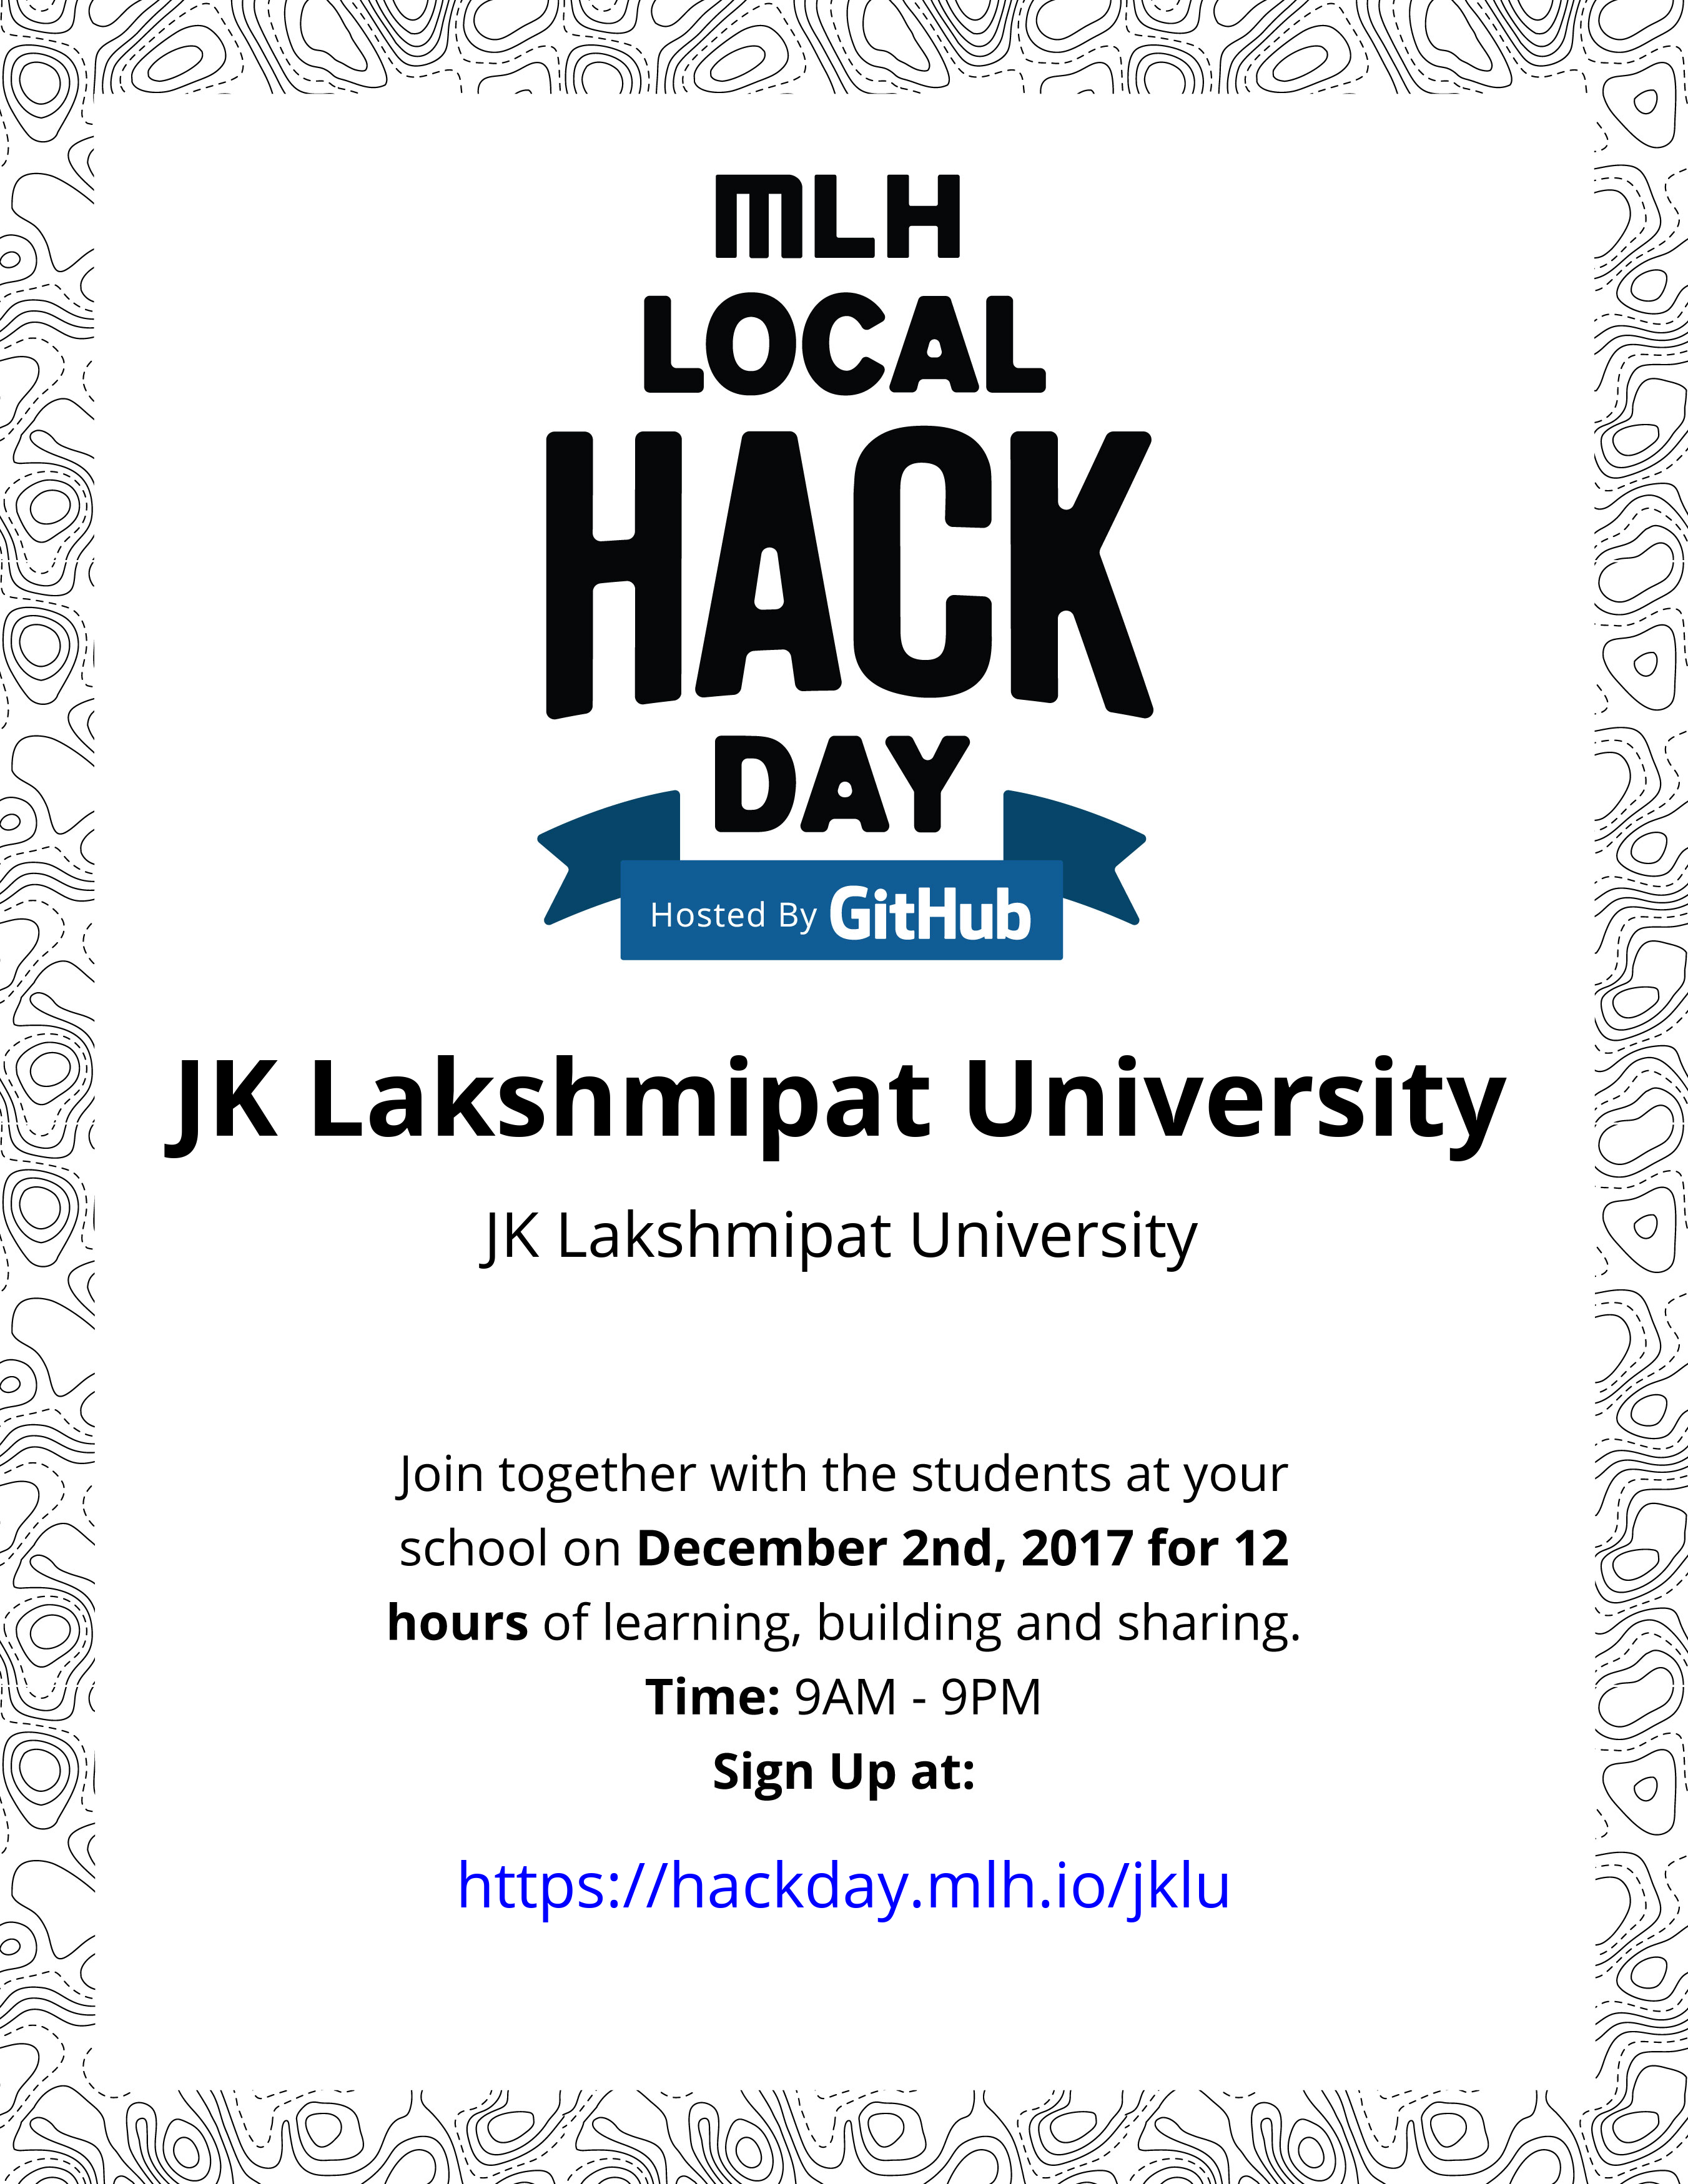 MLH
LOCAL
HACK
DAY
Hosted By GitHub
JK Lakshmipat University
JK Lakshmipat University
Join together with the students at your
school on December 2nd, 2017 for 12
hours of learning, building and sharing.
Time: 9AM - 9PM
Sign Up at:
https://hackday.mlh.io/jklu